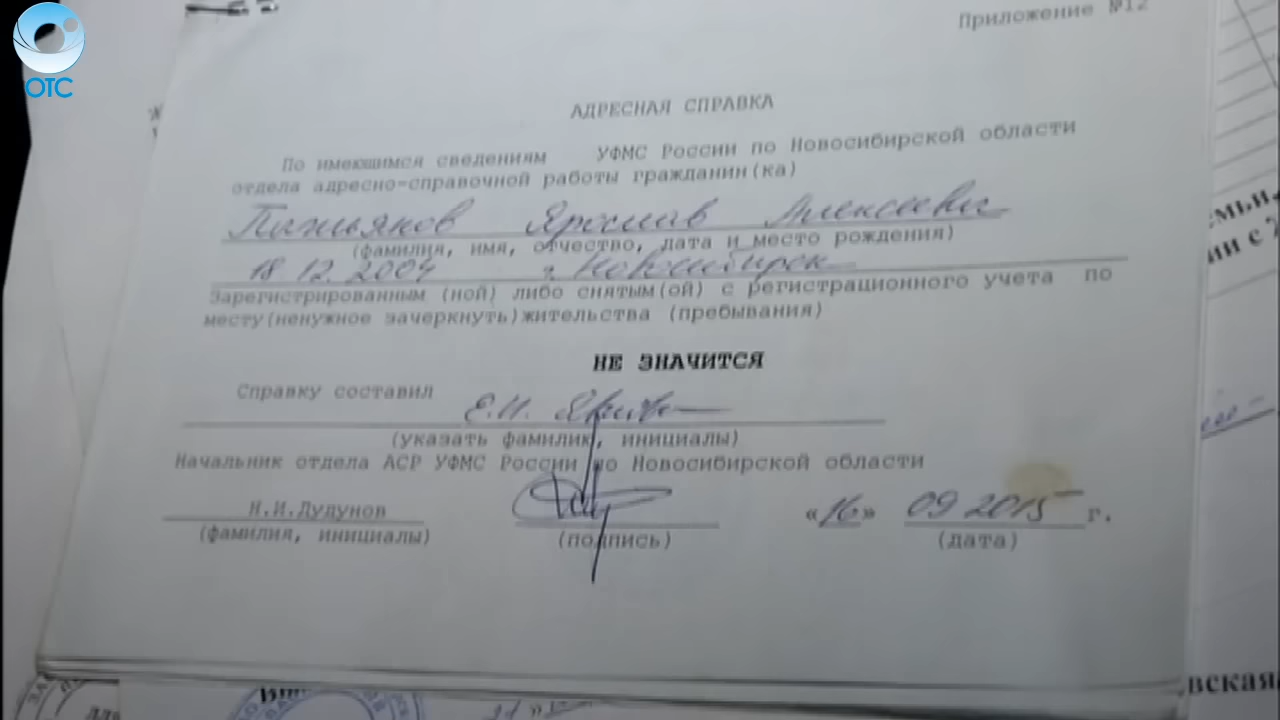 ОТС
Приложение №12
АДРЕСНАЯ СПРАВКА
По имеющимся сведениям УФМС России по Новосибирской области
отдела адресно-справочной работы гражданин(ка)
Ярослав Алексеевич
(фамилия, имя, отчество, дата и место рождения)
18.12.2004 г. Новосибирск
Зарегистрированным (ной) либо снятым(ой) с регистрационного учета по
месту(ненужное зачеркнуть)жительства (пребывания)
НЕ ЗНАЧИТСЯ
Справку составил
Е.И.
(указать фамилию, инициалы)
Начальник отдела АСР УФМС России по Новосибирской области
Н.И.Дудунов
(фамилия, инициалы) (подпись) «16» 09 2015 г.
(дата)
вская